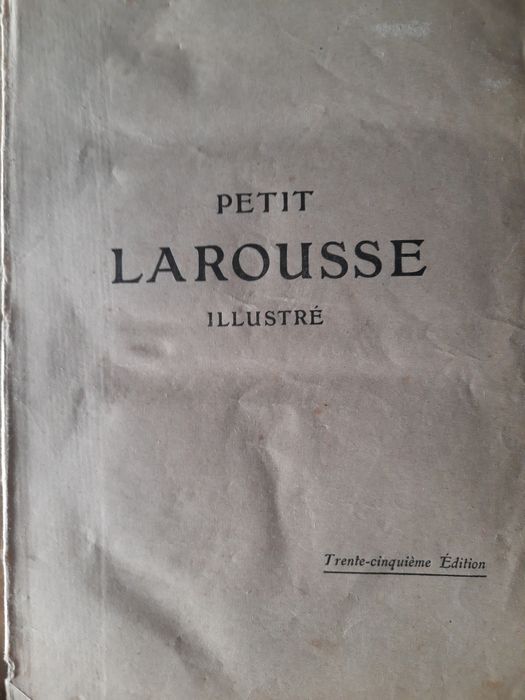 PETIT
LAROUSSE
ILLUSTRÉ
Trente-cinquième Édition